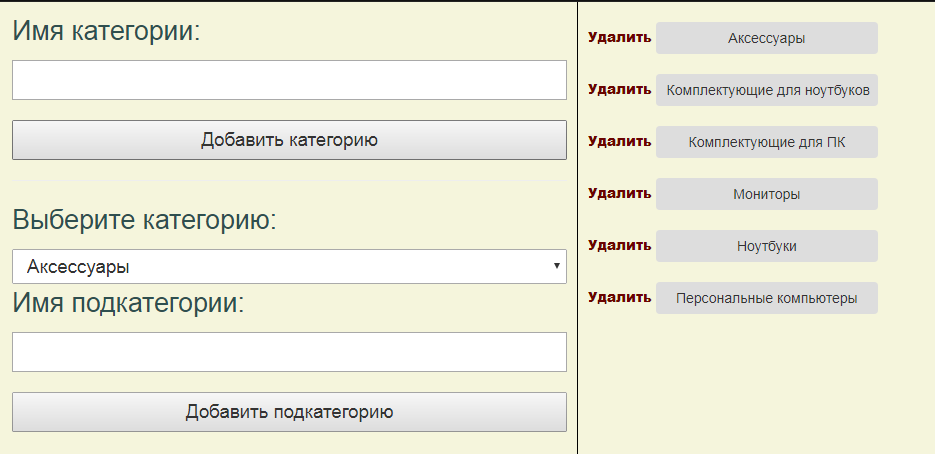 Имя категории:
Добавить категорию
Выберите категорию:
Аксессуары
Имя подкатегории:
Добавить подкатегорию
Удалить Аксессуары
Удалить Комплектующие для ноутбуков
Удалить Комплектующие для ПК
Удалить Мониторы
Удалить Ноутбуки
Удалить Персональные компьютеры